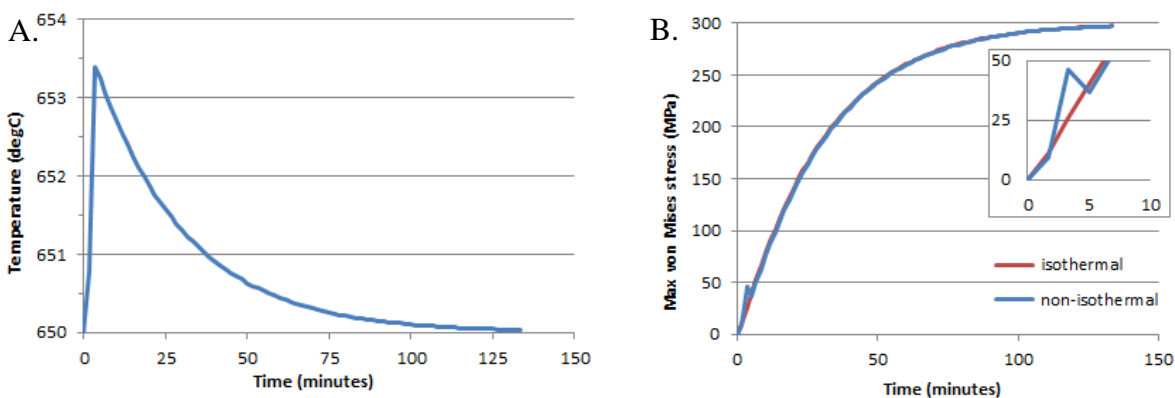 A.
Temperature (degC)
654
653
652
651
650
0 25 50 75 100 125 150
Time (minutes)
B.
Max von Mises stress (MPa)
300
250
200
150
100
50
0
0 50 100 150
Time (minutes)
50
25
0
0 5 10
isothermal
non-isothermal